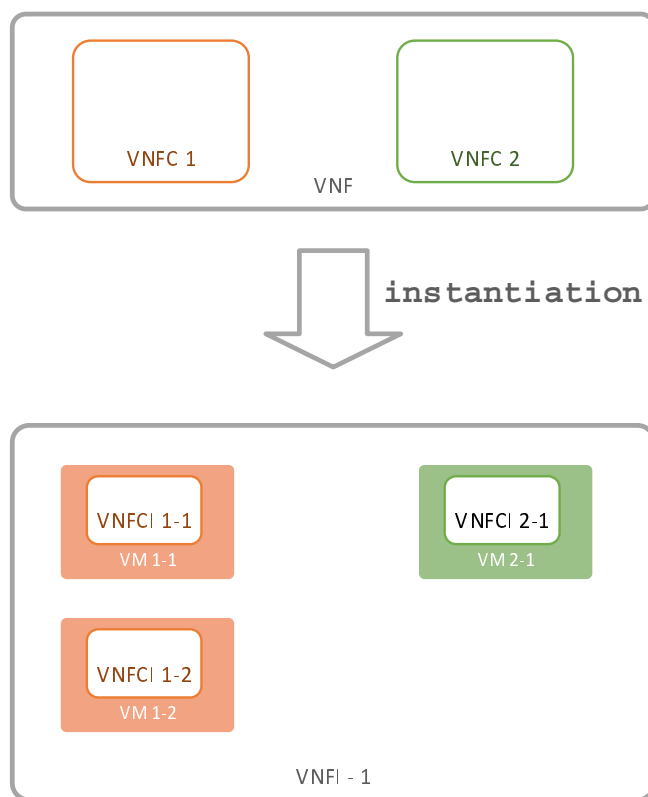 VNFC 1
VNFC 2
VNF
instantiation
VNFCI 1-1
VNFCI 2-1
VM 1-1
VM 2-1
VNFCI 1-2
VM 1-2
VNFI - 1